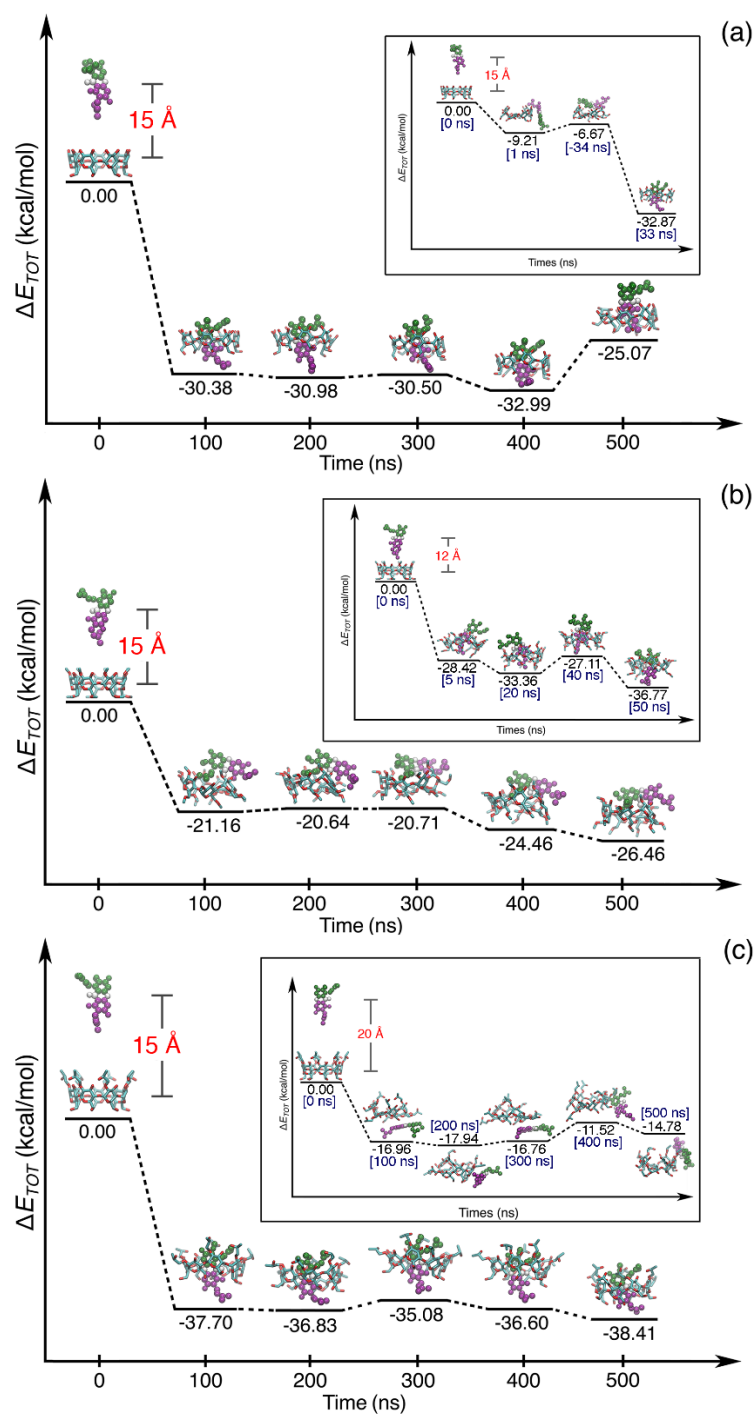 (a)
ΔE_TOT (kcal/mol)
15 Å
0.00
-30.38
-30.98
-30.50
-32.99
-25.07
0
100
200
300
400
500
Time (ns)
ΔE_TOT (kcal/mol)
15 Å
0.00
[0 ns]
-9.21
[1 ns]
-6.67
[-34 ns]
-32.87
[33 ns]
Times (ns)
(b)
ΔE_TOT (kcal/mol)
15 Å
0.00
-21.16
-20.64
-20.71
-24.46
-26.46
0
100
200
300
400
500
Time (ns)
ΔE_TOT (kcal/mol)
12 Å
0.00
[0 ns]
-28.42
[5 ns]
-33.36
[20 ns]
-27.11
[40 ns]
-36.77
[50 ns]
Times (ns)
(c)
ΔE_TOT (kcal/mol)
15 Å
0.00
-37.70
-36.83
-35.08
-36.60
-38.41
0
100
200
300
400
500
Time (ns)
ΔE_TOT (kcal/mol)
20 Å
0.00
[0 ns]
-16.96
[100 ns]
[200 ns]
-17.94
-16.76
[300 ns]
-11.52
[400 ns]
[500 ns]
-14.78
Times (ns)